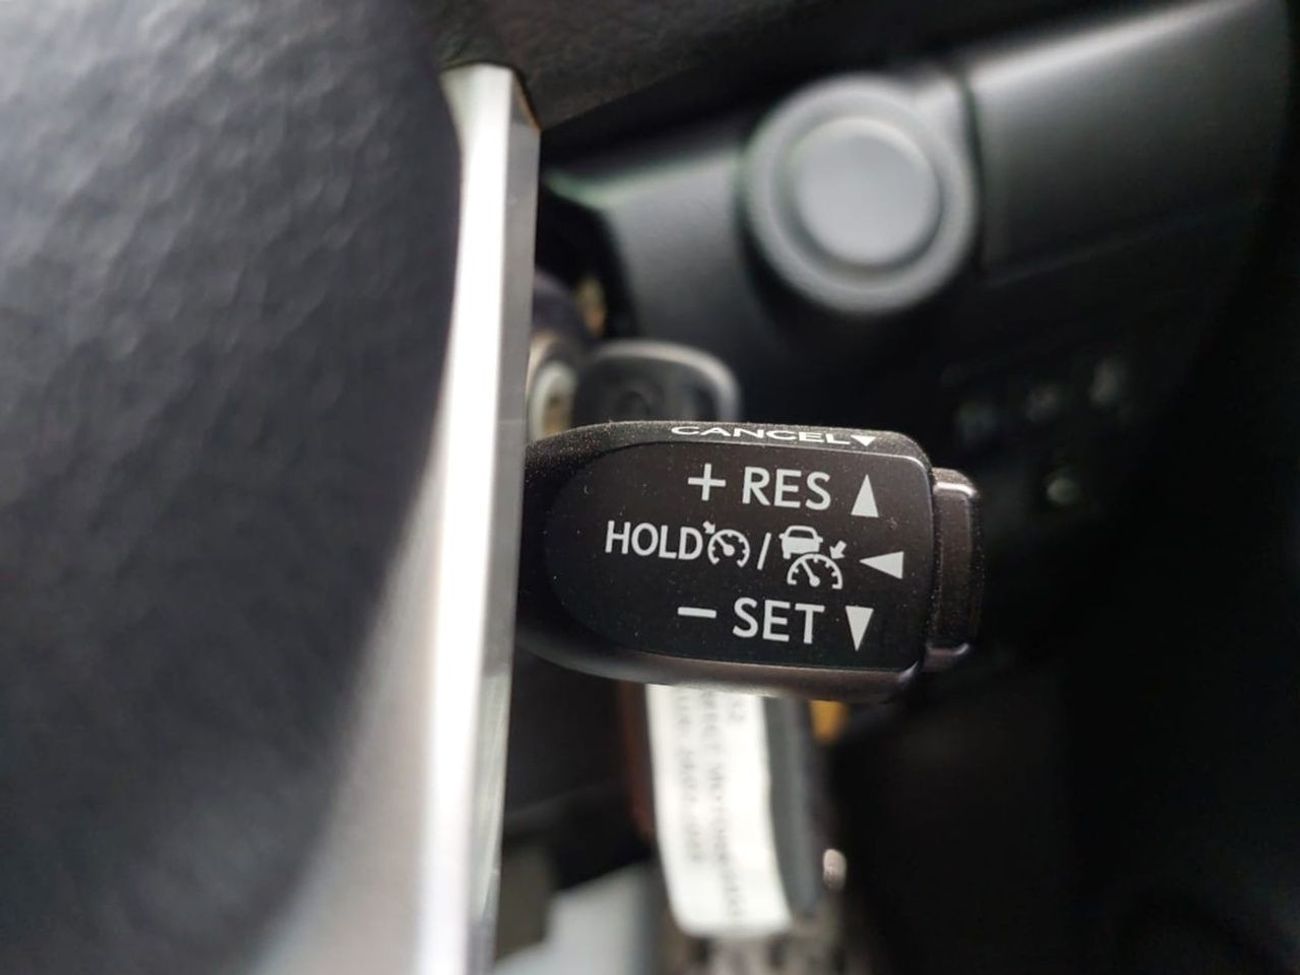 CANCEL▼
+ RES ▲
HOLD / ◀
− SET ▼